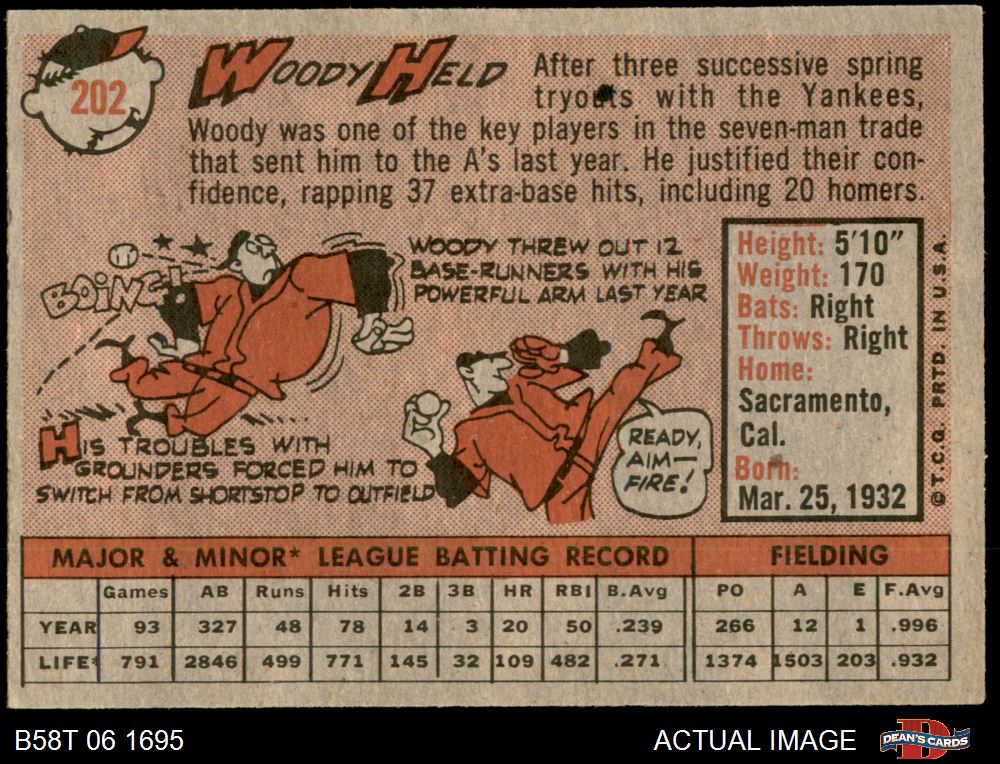 202
WOODY HELD
After three successive spring
tryouts with the Yankees,
Woody was one of the key players in the seven-man trade
that sent him to the A's last year. He justified their con-
fidence, rapping 37 extra-base hits, including 20 homers.
BOING!
WOODY THREW OUT 12
BASE-RUNNERS WITH HIS
POWERFUL ARM LAST YEAR
HIS TROUBLES WITH
GROUNDERS FORCED HIM TO
SWITCH FROM SHORTSTOP TO OUTFIELD
READY,
AIM—
FIRE!
Height: 5'10"
Weight: 170
Bats: Right
Throws: Right
Home:
Sacramento,
Cal.
Born:
Mar. 25, 1932
© T.C.G. PRTD. IN U.S.A.
MAJOR & MINOR* LEAGUE BATTING RECORD FIELDING
Games AB Runs Hits 2B 3B HR RBI B.Avg PO A E F.Avg
YEAR 93 327 48 78 14 3 20 50 .239 266 12 1 .996
LIFE* 791 2846 499 771 145 32 109 482 .271 1374 1503 203 .932
B58T 06 1695
ACTUAL IMAGE
D
DEAN'S CARDS